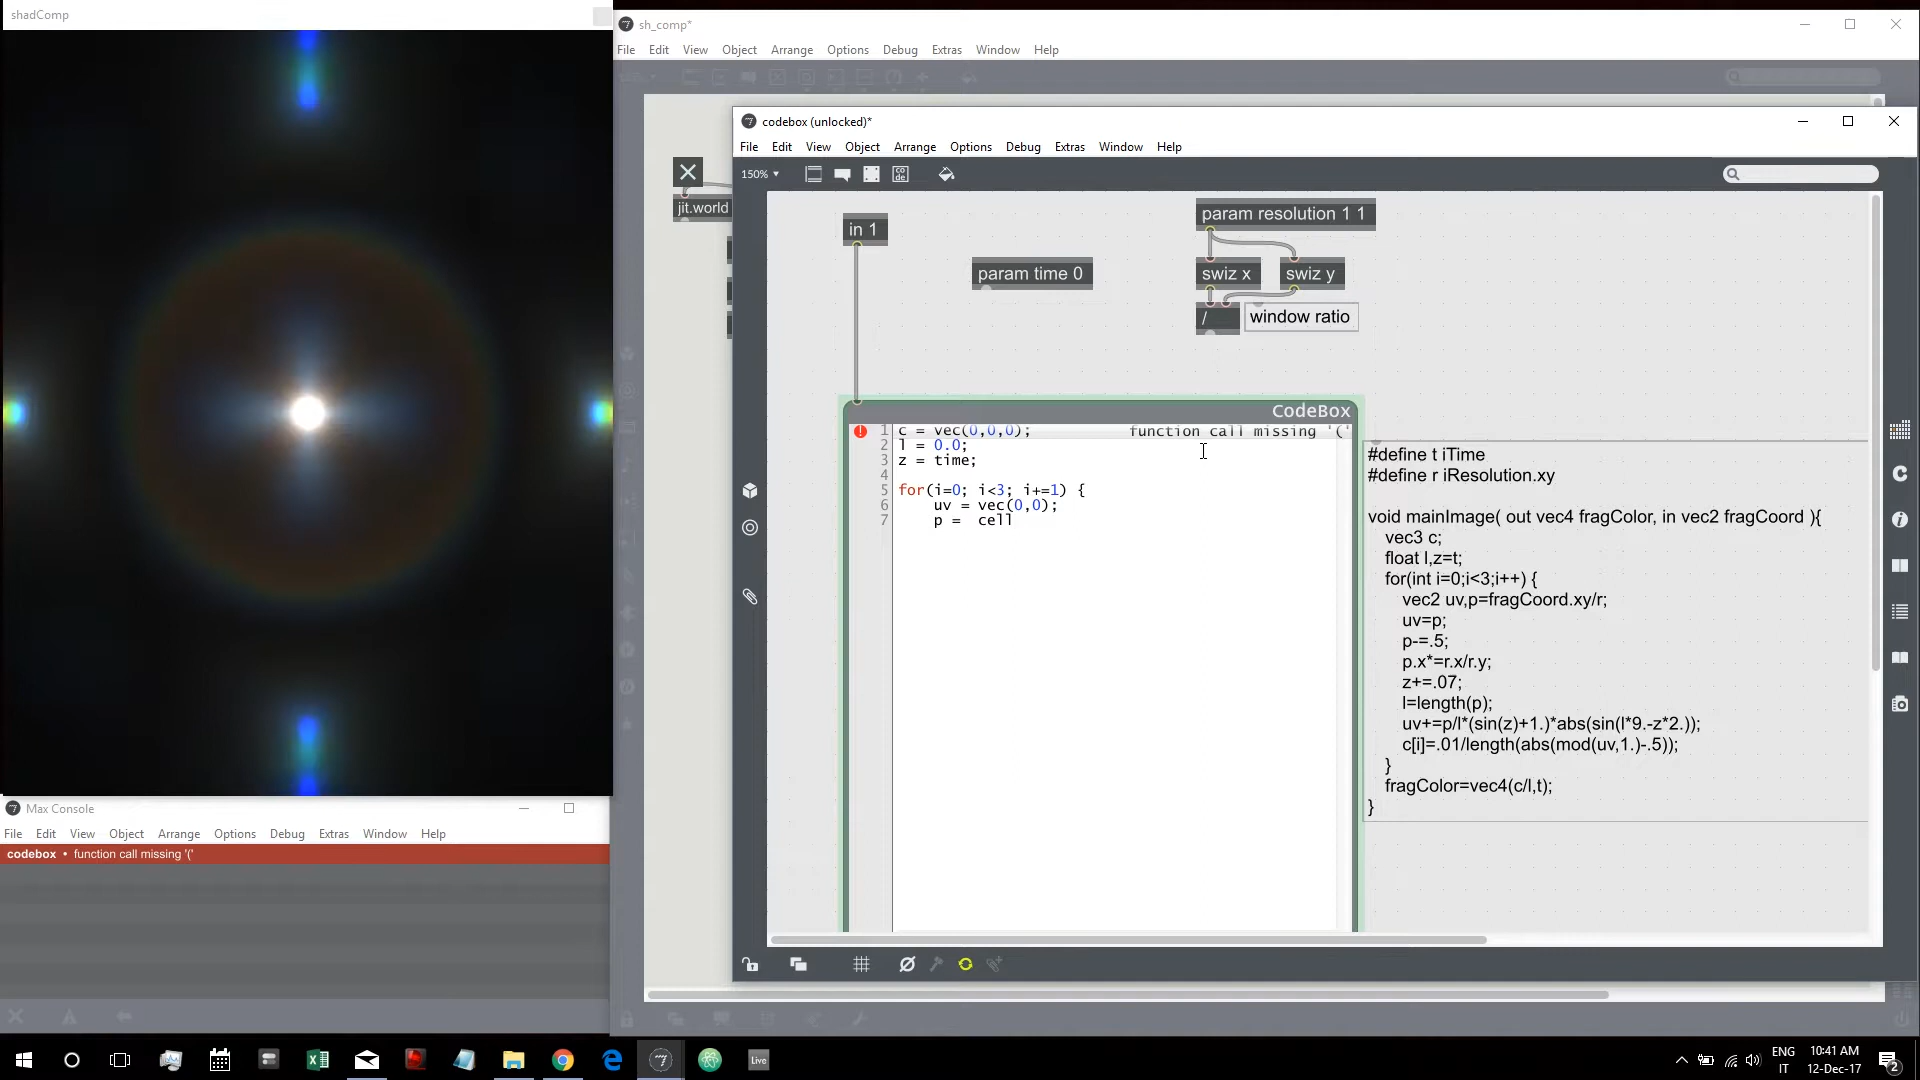 shadComp
sh_comp*
File Edit View Object Arrange Options Debug Extras Window Help
codebox (unlocked)*
File Edit View Object Arrange Options Debug Extras Window Help
150%
jit.world
in 1
param time 0
param resolution 1 1
swiz x
swiz y
/
window ratio
CodeBox
1 c = vec(0,0,0); function call missing '('
2 l = 0.0;
3 z = time;
4
5 for(i=0; i<3; i+=1) {
6 uv = vec(0,0);
7 p = cell
#define t iTime
#define r iResolution.xy
void mainImage( out vec4 fragColor, in vec2 fragCoord ){
vec3 c;
float l,z=t;
for(int i=0;i<3;i++) {
vec2 uv,p=fragCoord.xy/r;
uv=p;
p-=.5;
p.x*=r.x/r.y;
z+=.07;
l=length(p);
uv+=p/l*(sin(z)+1.)*abs(sin(l*9.-z*2.));
c[i]=.01/length(abs(mod(uv,1.)-.5));
}
fragColor=vec4(c/l,t);
}
Max Console
File Edit View Object Arrange Options Debug Extras Window Help
codebox • function call missing '('
Live
ENG
IT
10:41 AM
12-Dec-17
2